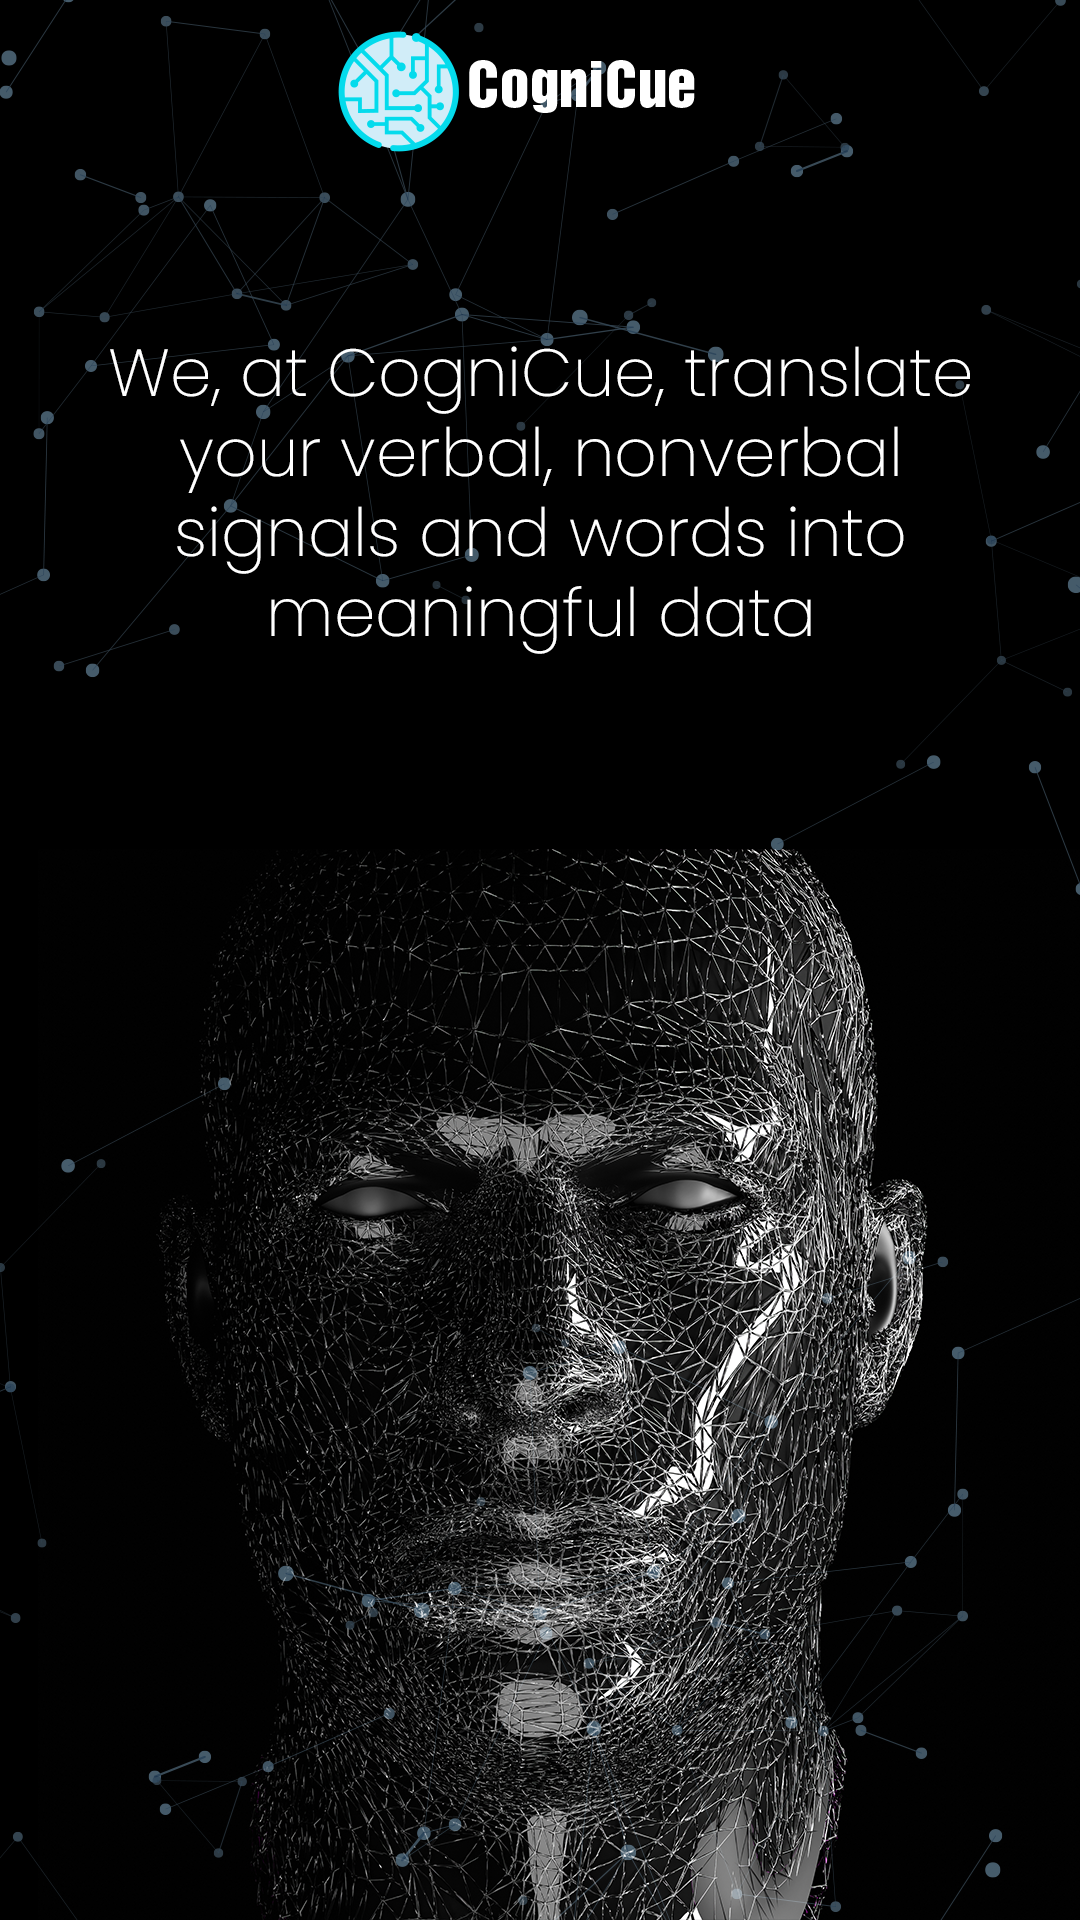 CogniCue
We, at CogniCue, translate
your verbal, nonverbal
signals and words into
meaningful data